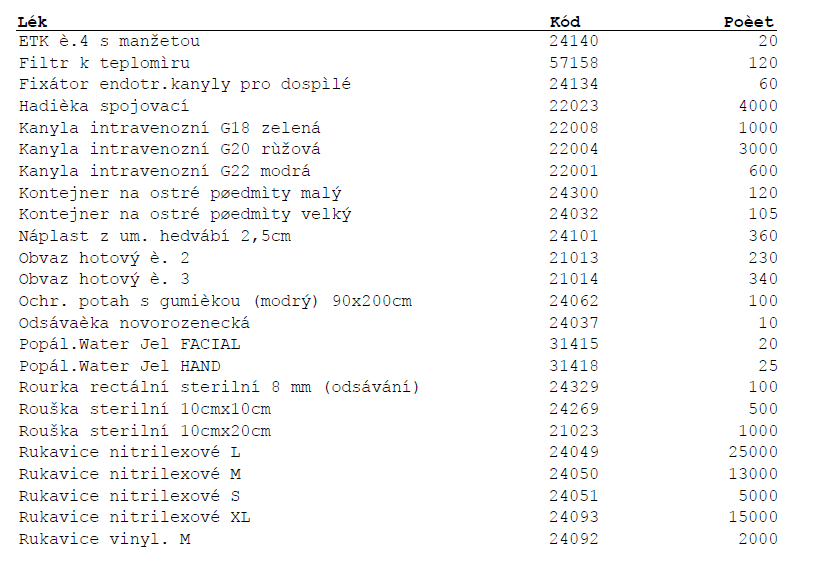 Lék Kód Poèet
ETK è.4 s manžetou 24140 20
Filtr k teplomìru 57158 120
Fixátor endotr.kanyly pro dospìlé 24134 60
Hadièka spojovací 22023 4000
Kanyla intravenozní G18 zelená 22008 1000
Kanyla intravenozní G20 rùžová 22004 3000
Kanyla intravenozní G22 modrá 22001 600
Kontejner na ostré pøedmìty malý 24300 120
Kontejner na ostré pøedmìty velký 24032 105
Náplast z um. hedvábí 2,5cm 24101 360
Obvaz hotový è. 2 21013 230
Obvaz hotový è. 3 21014 340
Ochr. potah s gumièkou (modrý) 90x200cm 24062 100
Odsávaèka novorozenecká 24037 10
Popál.Water Jel FACIAL 31415 20
Popál.Water Jel HAND 31418 25
Rourka rectální sterilní 8 mm (odsávání) 24329 100
Rouška sterilní 10cmx10cm 24269 500
Rouška sterilní 10cmx20cm 21023 1000
Rukavice nitrilexové L 24049 25000
Rukavice nitrilexové M 24050 13000
Rukavice nitrilexové S 24051 5000
Rukavice nitrilexové XL 24093 15000
Rukavice vinyl. M 24092 2000